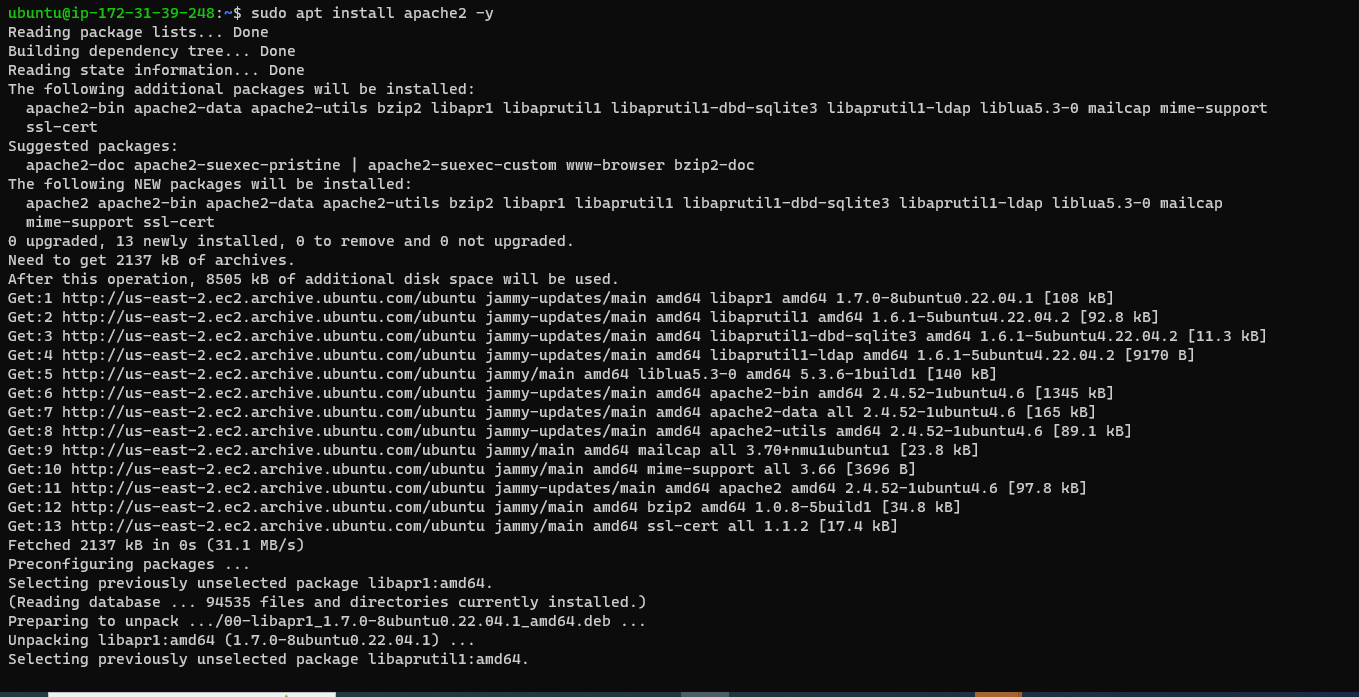 ubuntu@ip-172-31-39-248:~$ sudo apt install apache2 -y
Reading package lists... Done
Building dependency tree... Done
Reading state information... Done
The following additional packages will be installed:
  apache2-bin apache2-data apache2-utils bzip2 libapr1 libaprutil1 libaprutil1-dbd-sqlite3 libaprutil1-ldap liblua5.3-0 mailcap mime-support
  ssl-cert
Suggested packages:
  apache2-doc apache2-suexec-pristine | apache2-suexec-custom www-browser bzip2-doc
The following NEW packages will be installed:
  apache2 apache2-bin apache2-data apache2-utils bzip2 libapr1 libaprutil1 libaprutil1-dbd-sqlite3 libaprutil1-ldap liblua5.3-0 mailcap
  mime-support ssl-cert
0 upgraded, 13 newly installed, 0 to remove and 0 not upgraded.
Need to get 2137 kB of archives.
After this operation, 8505 kB of additional disk space will be used.
Get:1 http://us-east-2.ec2.archive.ubuntu.com/ubuntu jammy-updates/main amd64 libapr1 amd64 1.7.0-8ubuntu0.22.04.1 [108 kB]
Get:2 http://us-east-2.ec2.archive.ubuntu.com/ubuntu jammy-updates/main amd64 libaprutil1 amd64 1.6.1-5ubuntu4.22.04.2 [92.8 kB]
Get:3 http://us-east-2.ec2.archive.ubuntu.com/ubuntu jammy-updates/main amd64 libaprutil1-dbd-sqlite3 amd64 1.6.1-5ubuntu4.22.04.2 [11.3 kB]
Get:4 http://us-east-2.ec2.archive.ubuntu.com/ubuntu jammy-updates/main amd64 libaprutil1-ldap amd64 1.6.1-5ubuntu4.22.04.2 [9170 B]
Get:5 http://us-east-2.ec2.archive.ubuntu.com/ubuntu jammy/main amd64 liblua5.3-0 amd64 5.3.6-1build1 [140 kB]
Get:6 http://us-east-2.ec2.archive.ubuntu.com/ubuntu jammy-updates/main amd64 apache2-bin amd64 2.4.52-1ubuntu4.6 [1345 kB]
Get:7 http://us-east-2.ec2.archive.ubuntu.com/ubuntu jammy-updates/main amd64 apache2-data all 2.4.52-1ubuntu4.6 [165 kB]
Get:8 http://us-east-2.ec2.archive.ubuntu.com/ubuntu jammy-updates/main amd64 apache2-utils amd64 2.4.52-1ubuntu4.6 [89.1 kB]
Get:9 http://us-east-2.ec2.archive.ubuntu.com/ubuntu jammy/main amd64 mailcap all 3.70+nmu1ubuntu1 [23.8 kB]
Get:10 http://us-east-2.ec2.archive.ubuntu.com/ubuntu jammy/main amd64 mime-support all 3.66 [3696 B]
Get:11 http://us-east-2.ec2.archive.ubuntu.com/ubuntu jammy-updates/main amd64 apache2 amd64 2.4.52-1ubuntu4.6 [97.8 kB]
Get:12 http://us-east-2.ec2.archive.ubuntu.com/ubuntu jammy/main amd64 bzip2 amd64 1.0.8-5build1 [34.8 kB]
Get:13 http://us-east-2.ec2.archive.ubuntu.com/ubuntu jammy/main amd64 ssl-cert all 1.1.2 [17.4 kB]
Fetched 2137 kB in 0s (31.1 MB/s)
Preconfiguring packages ...
Selecting previously unselected package libapr1:amd64.
(Reading database ... 94535 files and directories currently installed.)
Preparing to unpack .../00-libapr1_1.7.0-8ubuntu0.22.04.1_amd64.deb ...
Unpacking libapr1:amd64 (1.7.0-8ubuntu0.22.04.1) ...
Selecting previously unselected package libaprutil1:amd64.